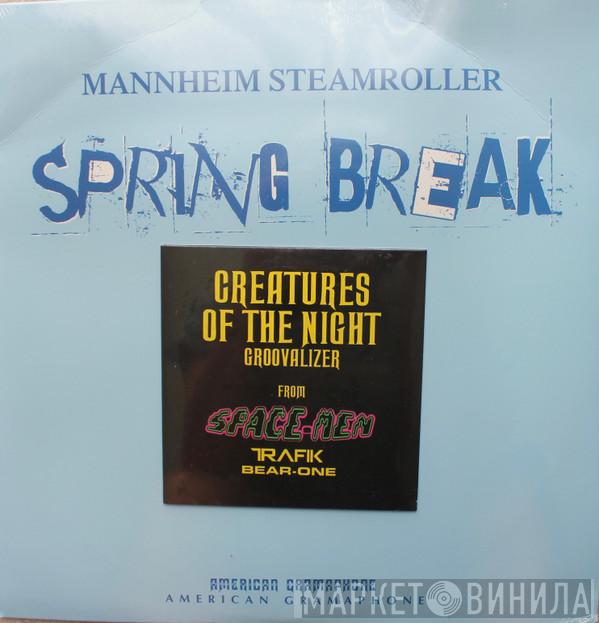 MANNHEIM STEAMROLLER
SPRING BREAK
CREATURES
OF THE NIGHT
GROOVALIZER
FROM
SPACE-MEN
TRAFIK
BEAR-ONE
AMERICAN GRAMAPHONE
AMERICAN GRAMAPHONE
МАРКЕТ ВИНИЛА